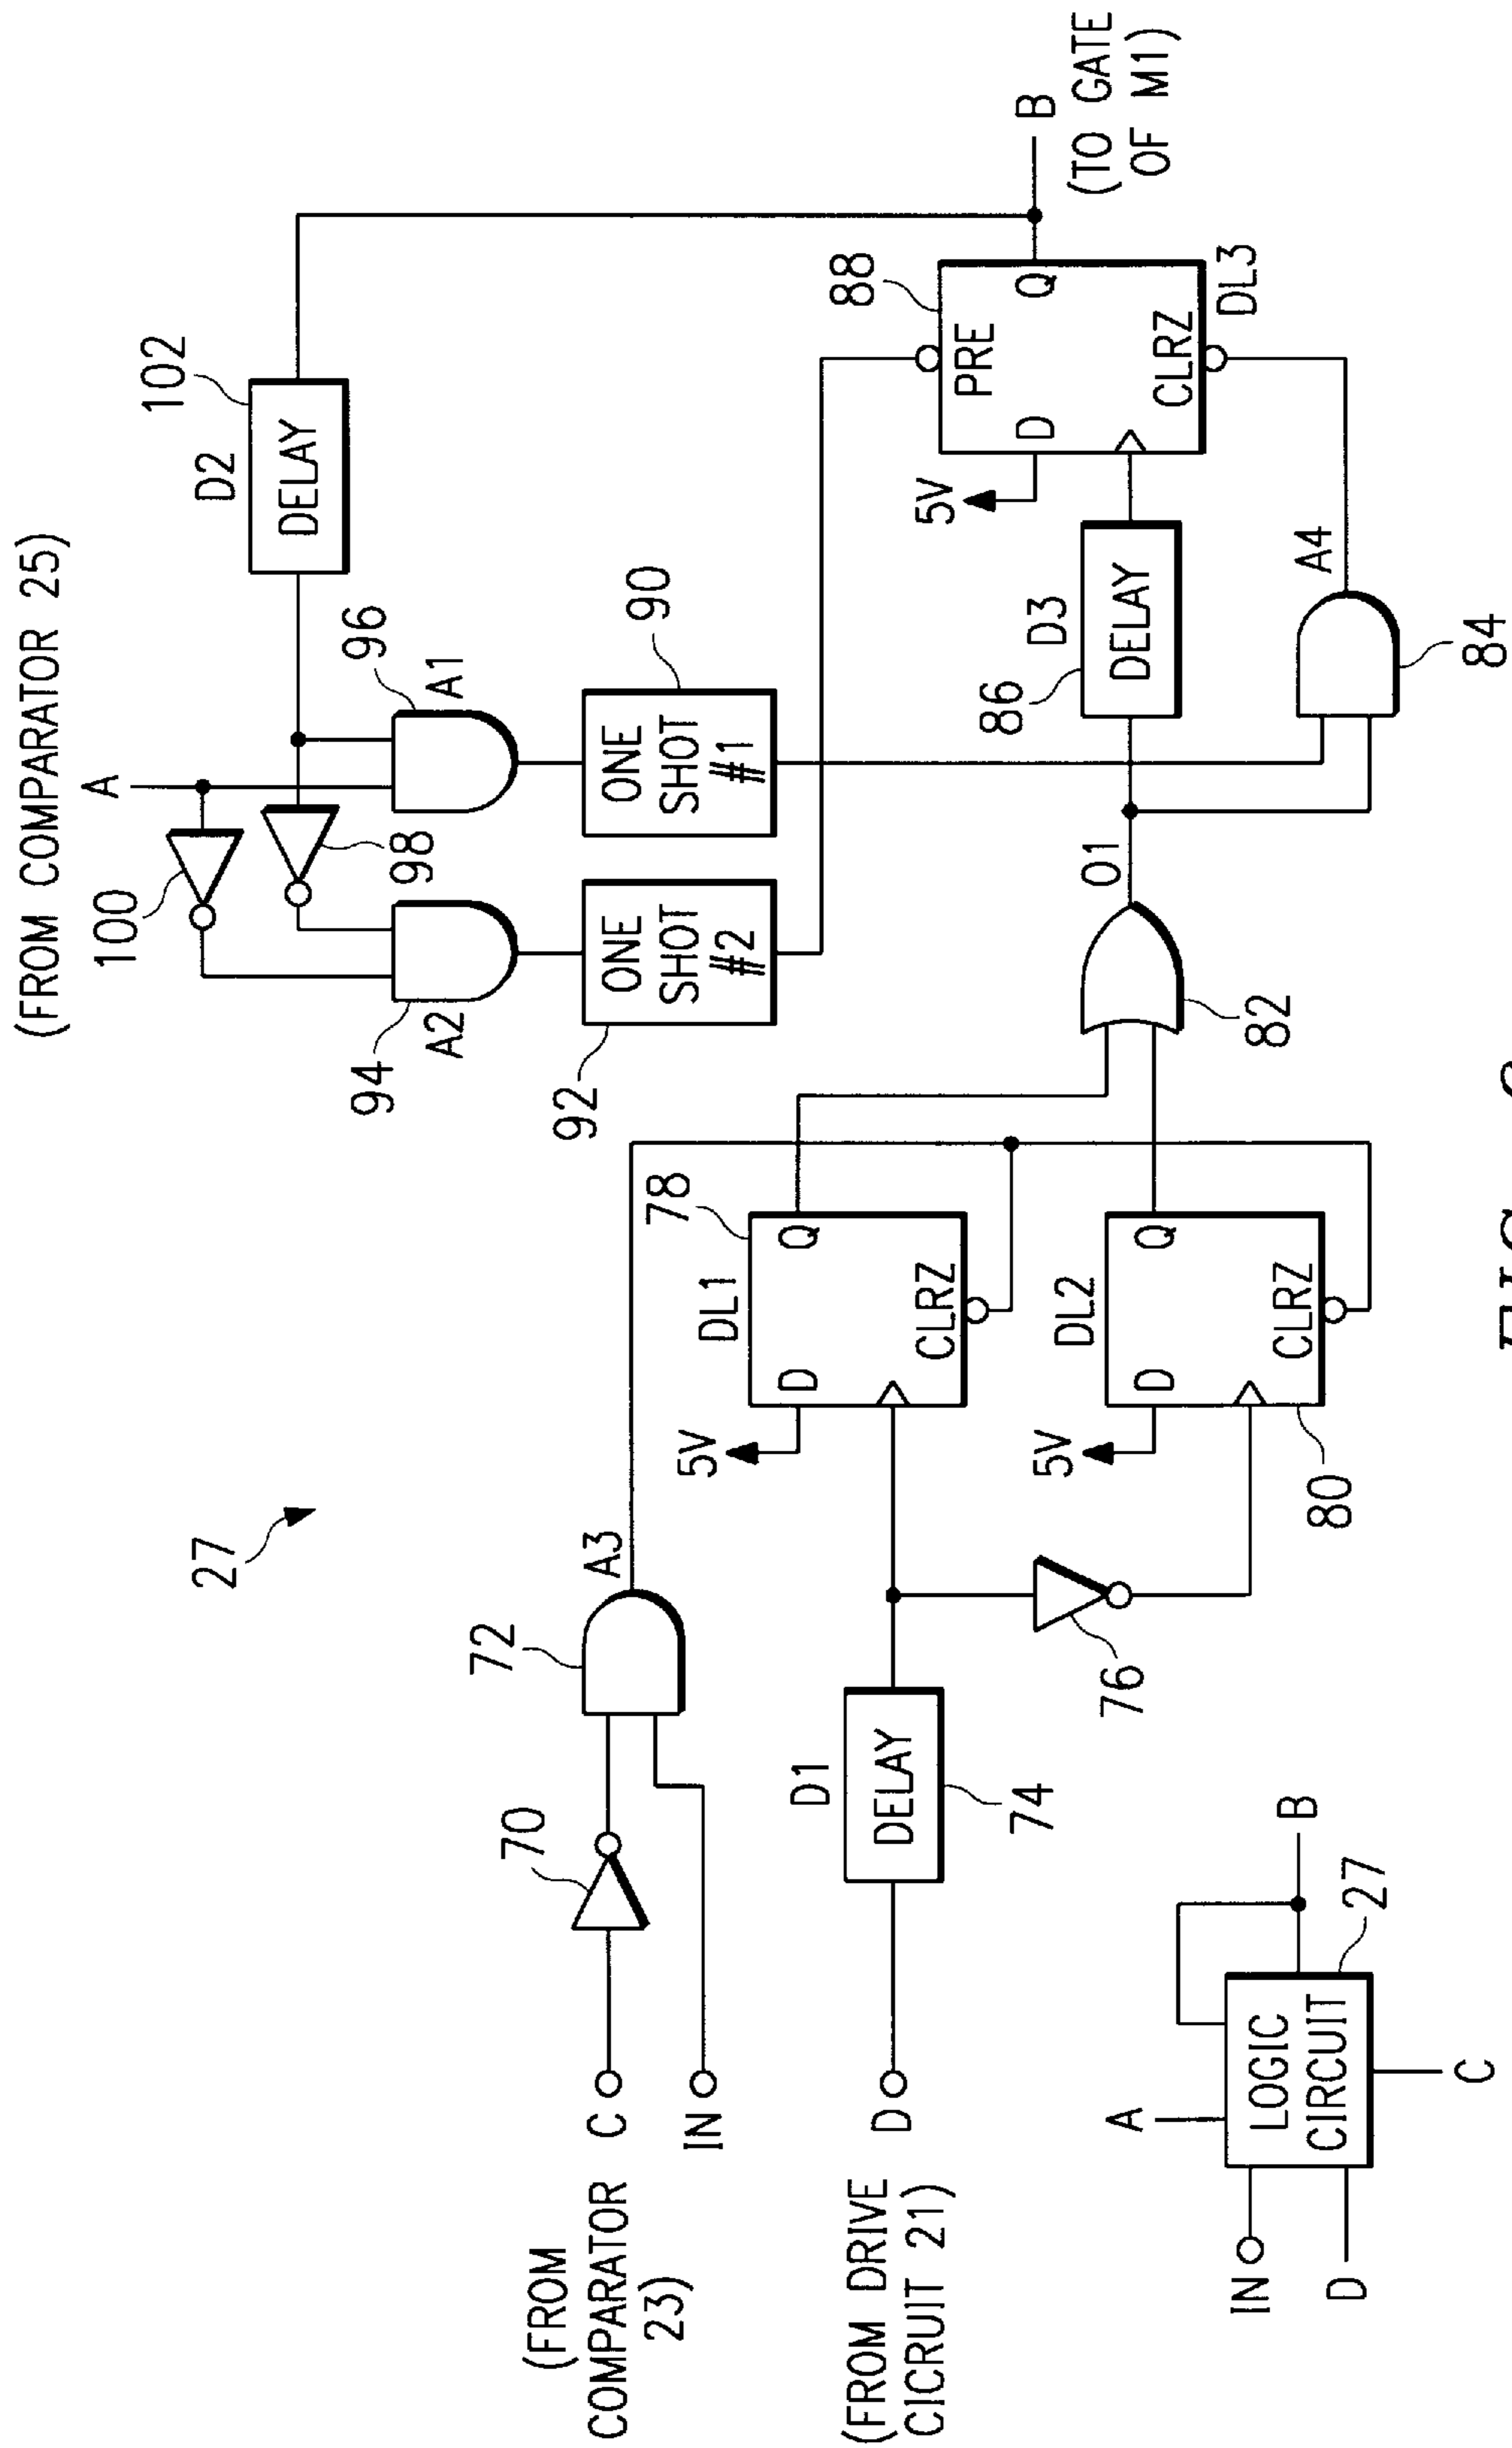 (FROM COMPARATOR 25)
A
D2
102
DELAY
100
98
96
A1
94
A2
ONE
SHOT
#1
90
ONE
SHOT
#2
92
27
C
(FROM
COMPARATOR
23)
IN
70
72
A3
D
(FROM DRIVE
CICRUIT 21)
D1
DELAY
74
76
5V
DL1
78
D
Q
CLRZ
5V
DL2
D
Q
CLRZ
80
82
O1
D3
86
DELAY
5V
88
PRE
D
Q
CLRZ
DL3
A4
84
B
(TO GATE
OF M1)
IN
D
A
LOGIC
CIRCUIT
27
B
C